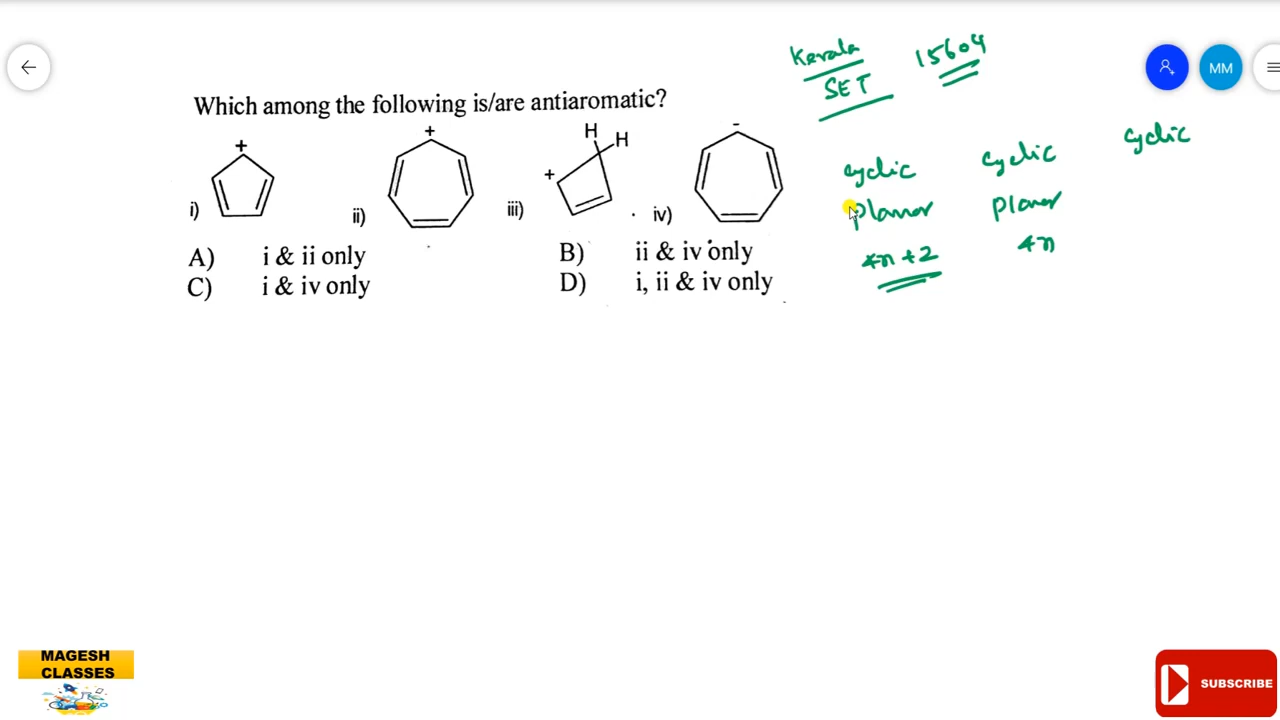 Kerala 15604
SET
MM
Which among the following is/are antiaromatic?
+ + H H -
+
i) ii) iii) iv)
cyclic cyclic cyclic
planar planar
4n+2 4n
A) i & ii only B) ii & iv only
C) i & iv only D) i, ii & iv only
MAGESH
CLASSES
SUBSCRIBE